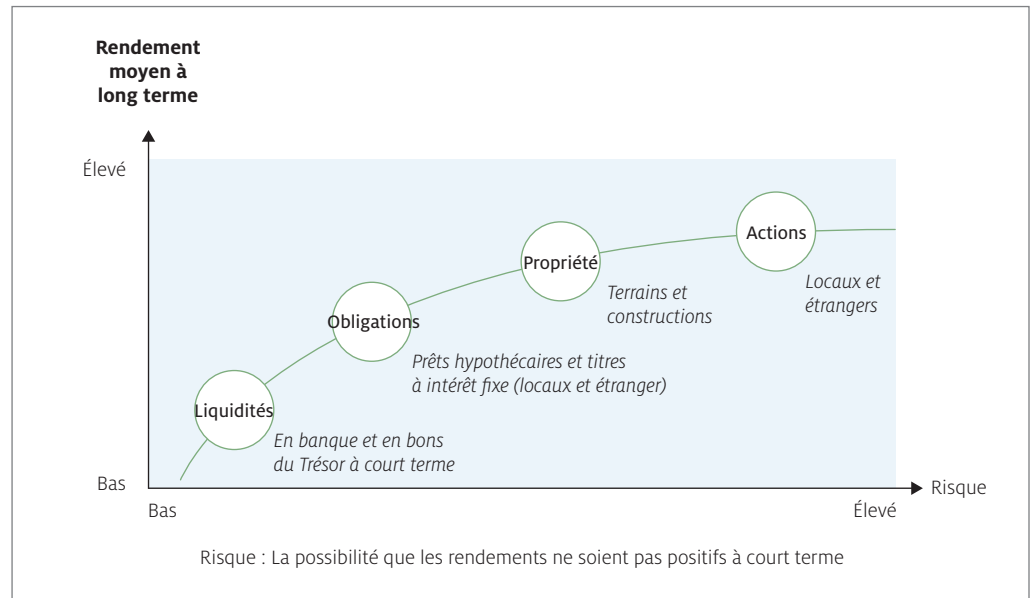 Rendement
moyen à
long terme
Élevé
Actions
Propriété
Locaux et
étrangers
Terrains et
constructions
Obligations
Prêts hypothécaires et titres
à intérêt fixe (locaux et étranger)
Liquidités
En banque et en bons
du Trésor à court terme
Bas
Risque
Bas
Élevé
Risque : La possibilité que les rendements ne soient pas positifs à court terme